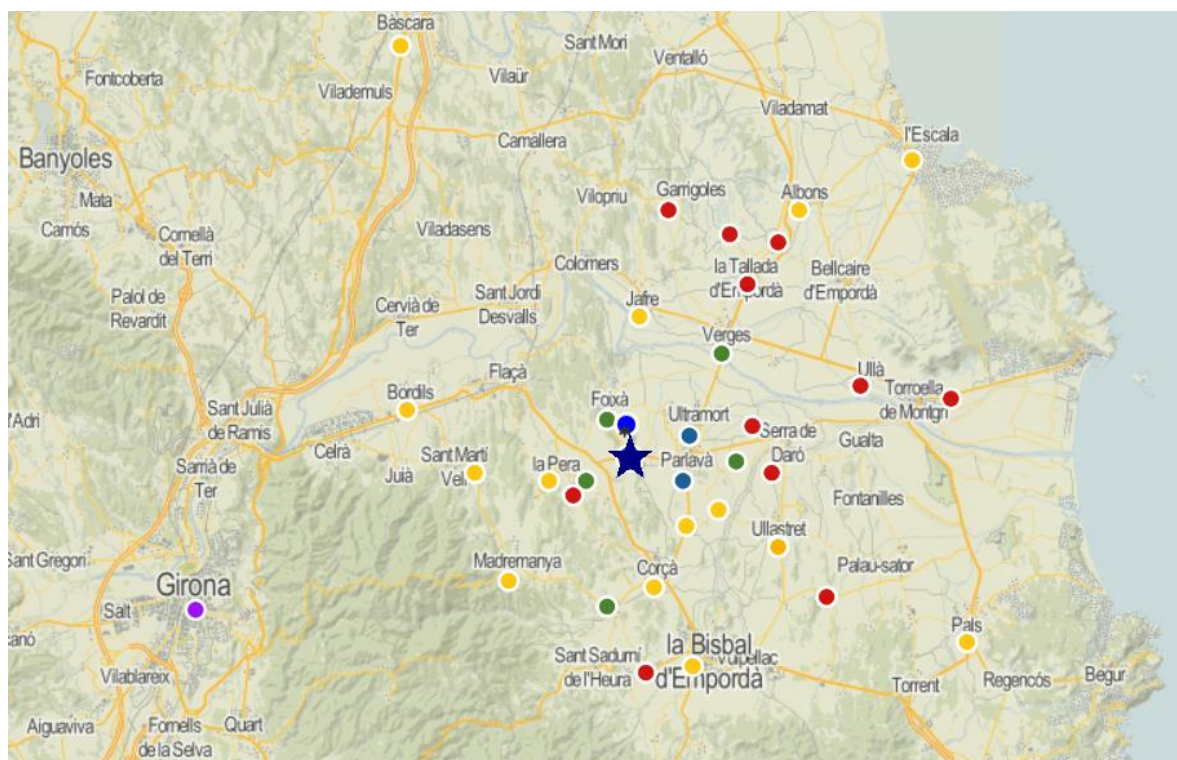 Bàscara
Sant Mori
Fontcoberta
Ventalló
Vilaür
Vilademuls
Viladamat
Camallera
l'Escala
Banyoles
Mata
Vilopriu
Garrigoles
Albons
Camós
Cornellà
del Terri
Viladasens
Colomers
la Tallada
d'Empordà
Bellcaire
d'Empordà
Palol de
Revardit
Cervià de
Ter
Sant Jordi
Desvalls
Jafre
Verges
Flaçà
Ullà
Bordils
Foixà
Torroella
de Montgrí
l'Adri
Sant Julià
de Ramis
Ultramort
Serra de
Daró
Gualta
Celrà
Sarrià de
Ter
Juià
Sant Martí
Vell
la Pera
Parlavà
Fontanilles
Ullastret
Sant Gregori
Madremanya
Corçà
Palau-sator
Girona
Salt
Pals
la Bisbal
d'Empordà
Vulpellac
Sant Sadurní
de l'Heura
Vilablareix
Torrent
Regencós
Begur
Aiguaviva
Fornells
de la Selva
Quart